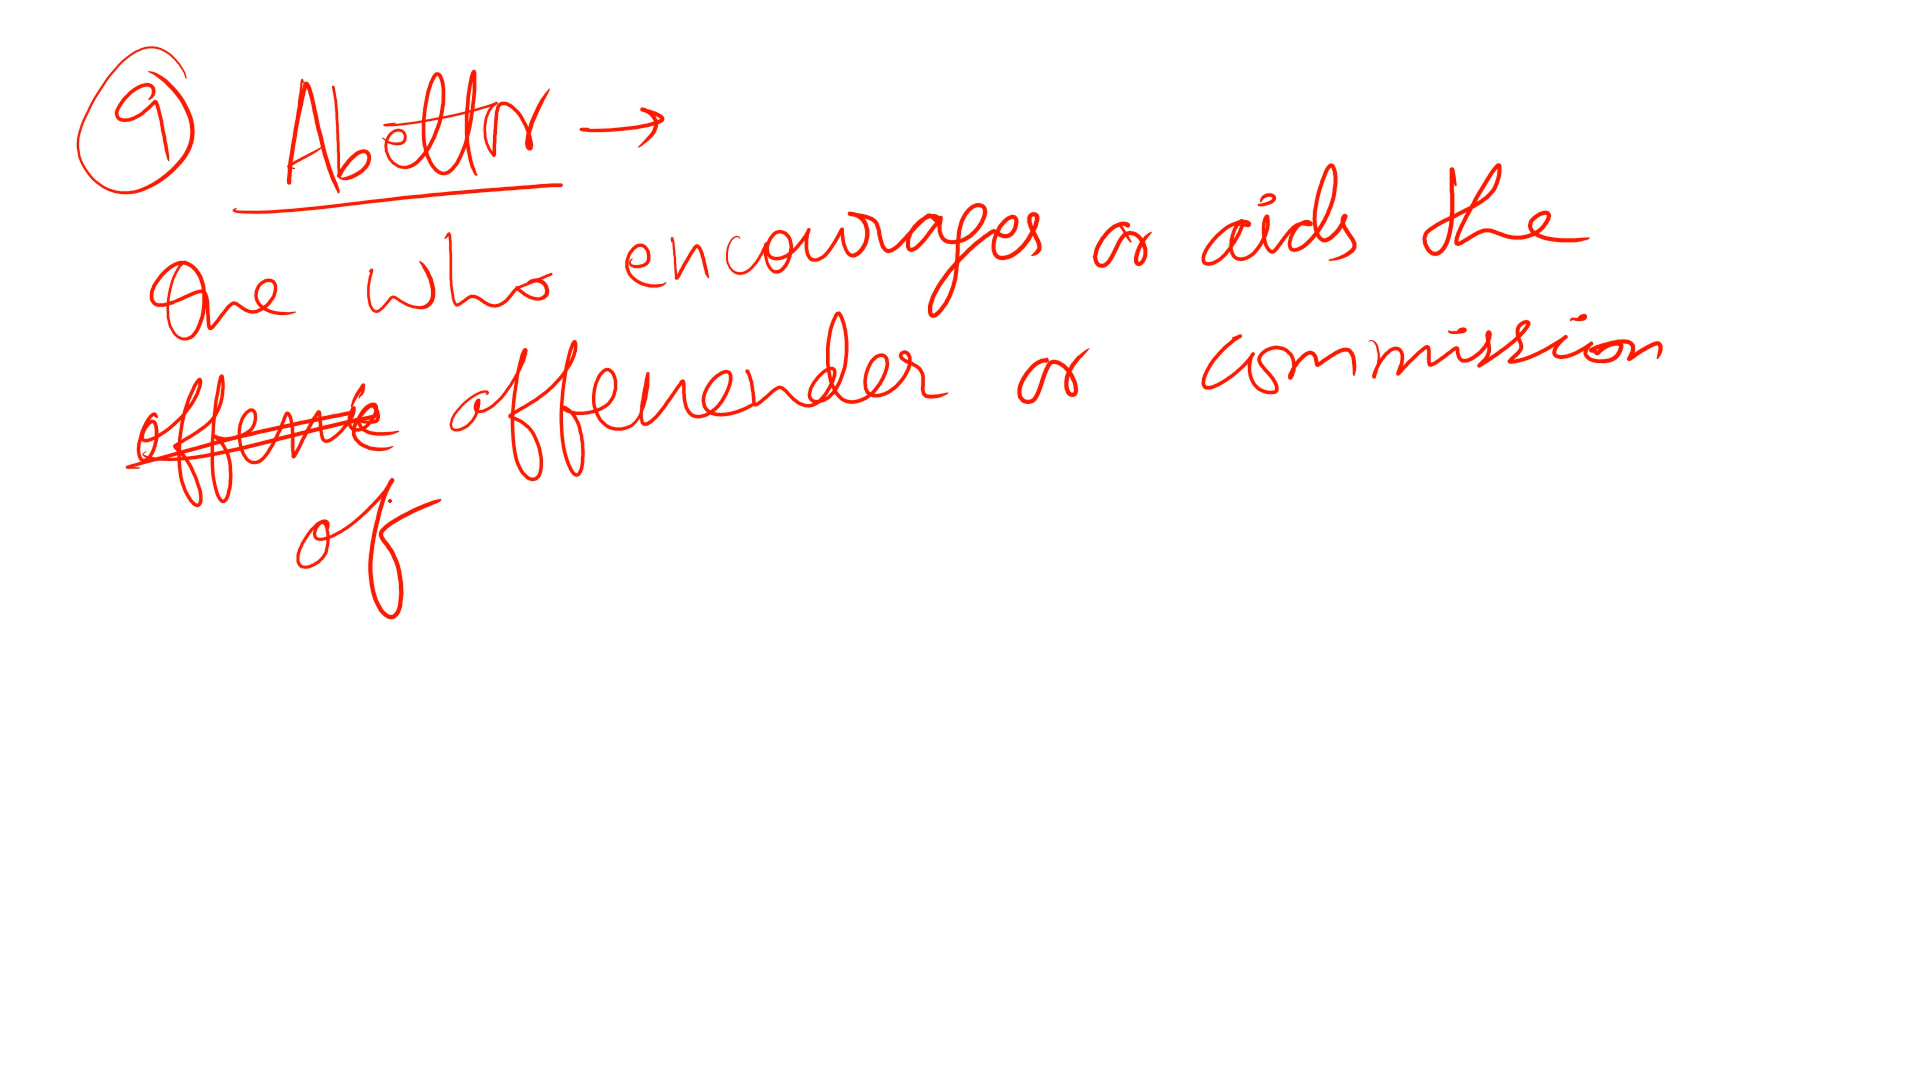 9 Abettor →
One who encourages or aids the
offence offenender or commission
of